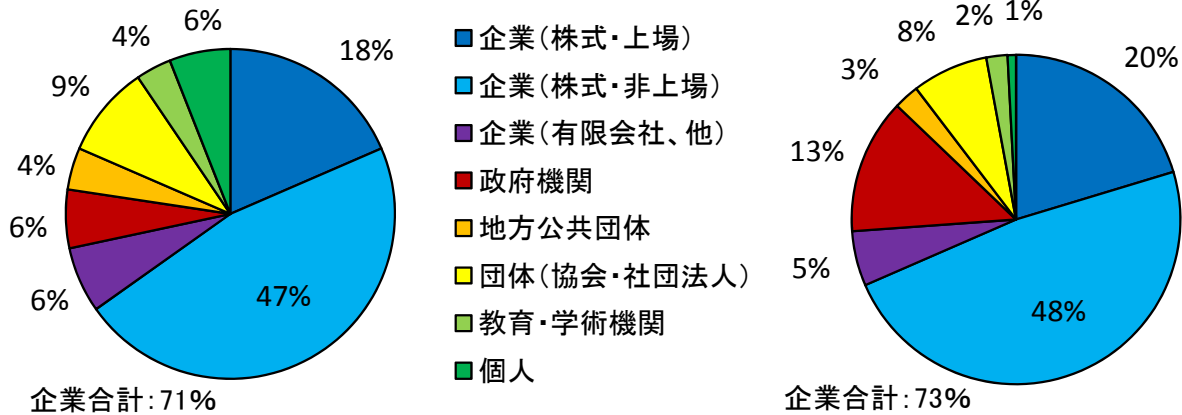 6%
4%
18%
9%
4%
6%
6%
47%
企業合計:71%
企業(株式・上場)
企業(株式・非上場)
企業(有限会社、他)
政府機関
地方公共団体
団体(協会・社団法人)
教育・学術機関
個人
2%
1%
8%
20%
3%
13%
5%
48%
企業合計:73%